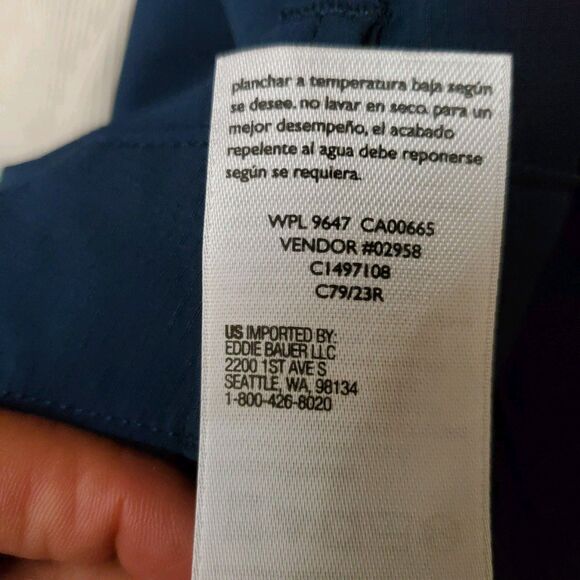 planchar a temperatura baja según
se desee. no lavar en seco. para un
mejor desempeño, el acabado
repelente al agua debe reponerse
según se requiera.
WPL 9647 CA00665
VENDOR #02958
C1497108
C79/23R
US IMPORTED BY:
EDDIE BAUER LLC
2200 1ST AVE S
SEATTLE, WA, 98134
1-800-426-8020